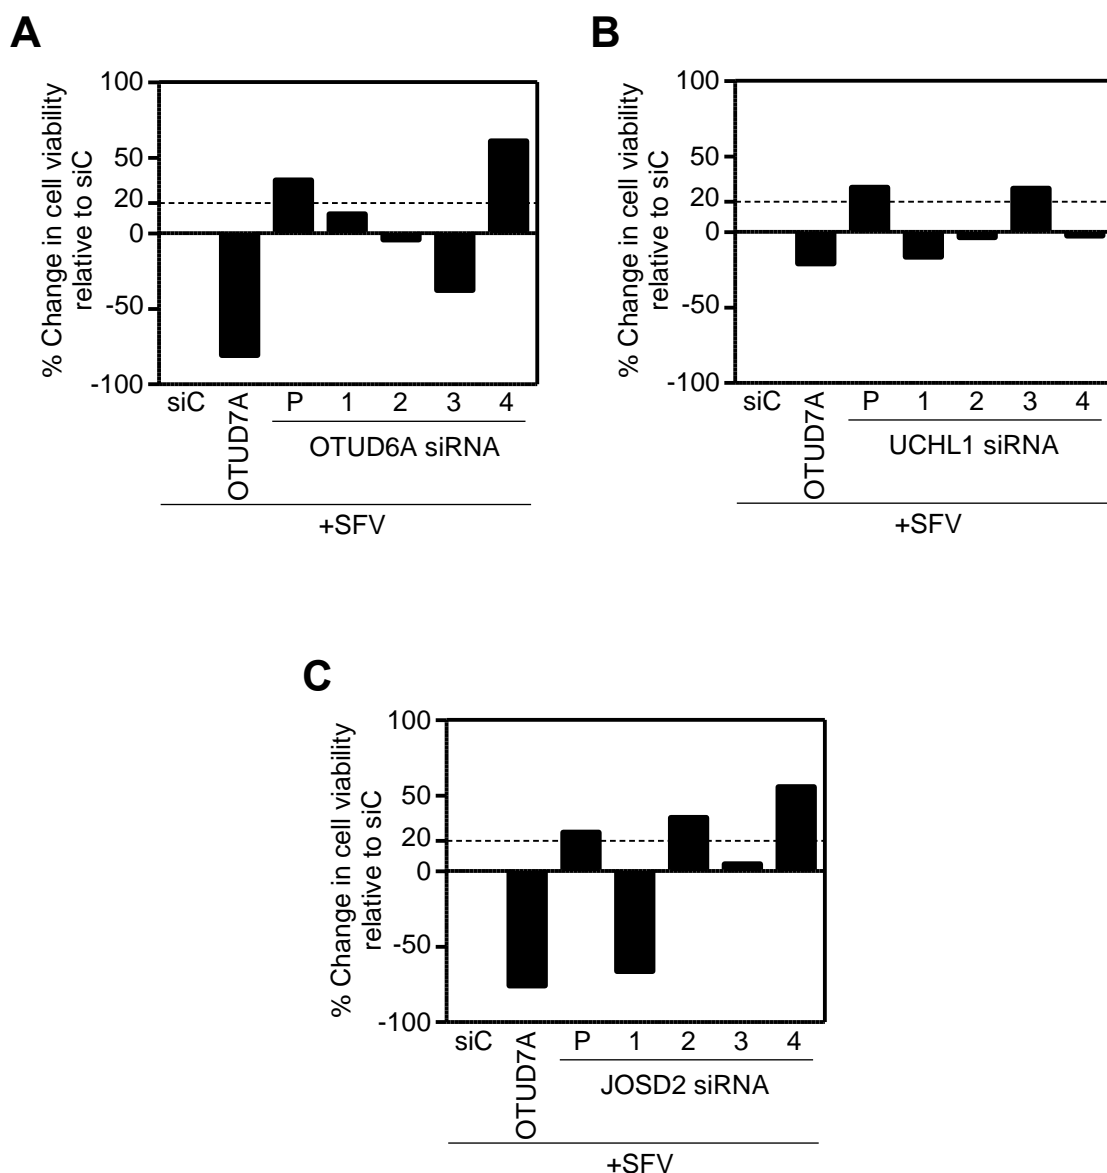 A
% Change in cell viability
relative to siC
100
50
20
0
-50
-100
siC
OTUD7A
P
1
2
3
4
OTUD6A siRNA
+SFV
B
% Change in cell viability
relative to siC
100
50
20
0
-50
-100
siC
OTUD7A
P
1
2
3
4
UCHL1 siRNA
+SFV
C
% Change in cell viability
relative to siC
100
50
20
0
-50
-100
siC
OTUD7A
P
1
2
3
4
JOSD2 siRNA
+SFV